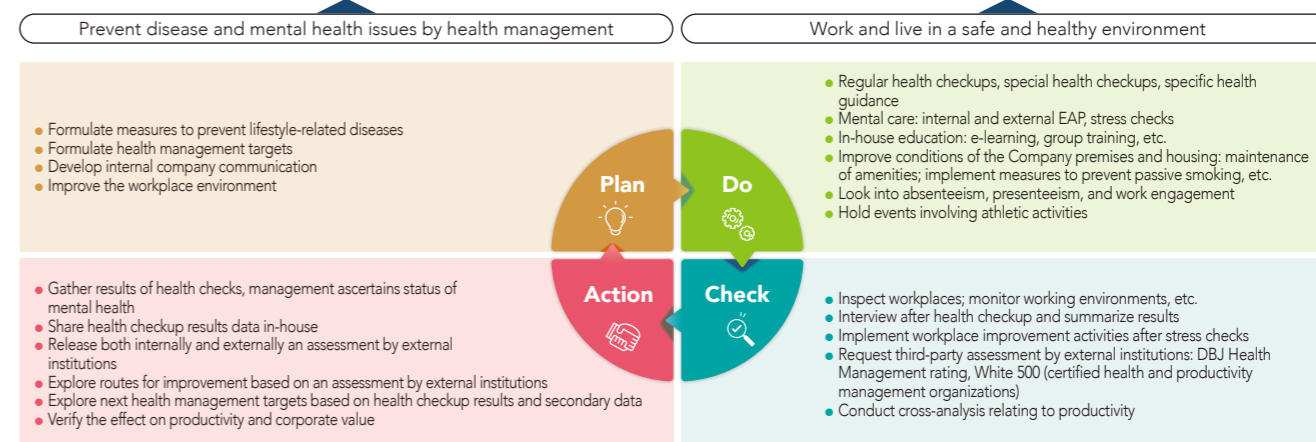 Prevent disease and mental health issues by health management
Work and live in a safe and healthy environment
● Formulate measures to prevent lifestyle-related diseases
● Formulate health management targets
● Develop internal company communication
● Improve the workplace environment
Plan
Do
● Regular health checkups, special health checkups, specific health
guidance
● Mental care: internal and external EAP, stress checks
● In-house education: e-learning, group training, etc.
● Improve conditions of the Company premises and housing: maintenance
of amenities; implement measures to prevent passive smoking, etc.
● Look into absenteeism, presenteeism, and work engagement
● Hold events involving athletic activities
● Gather results of health checks, management ascertains status of
mental health
● Share health checkup results data in-house
● Release both internally and externally an assessment by external
institutions
● Explore routes for improvement based on an assessment by external institutions
● Explore next health management targets based on health checkup results and secondary data
● Verify the effect on productivity and corporate value
Action
Check
● Inspect workplaces; monitor working environments, etc.
● Interview after health checkup and summarize results
● Implement workplace improvement activities after stress checks
● Request third-party assessment by external institutions: DBJ Health
Management rating, White 500 (certified health and productivity
management organizations)
● Conduct cross-analysis relating to productivity